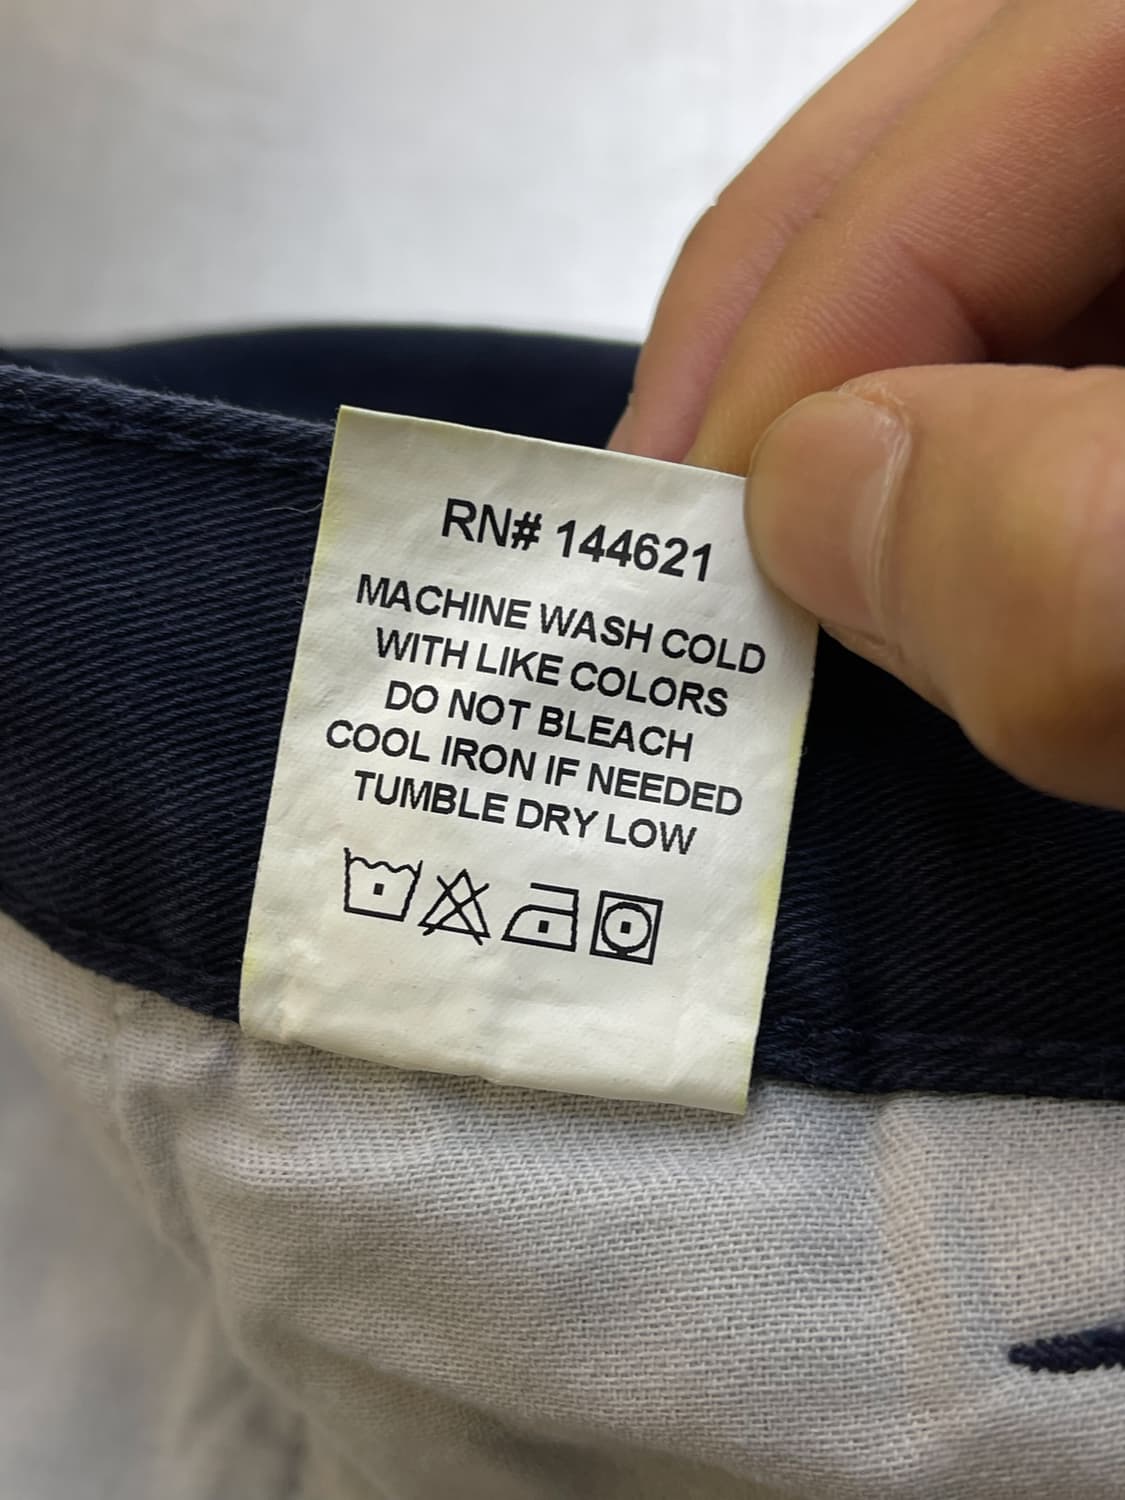 RN# 144621
MACHINE WASH COLD
WITH LIKE COLORS
DO NOT BLEACH
COOL IRON IF NEEDED
TUMBLE DRY LOW